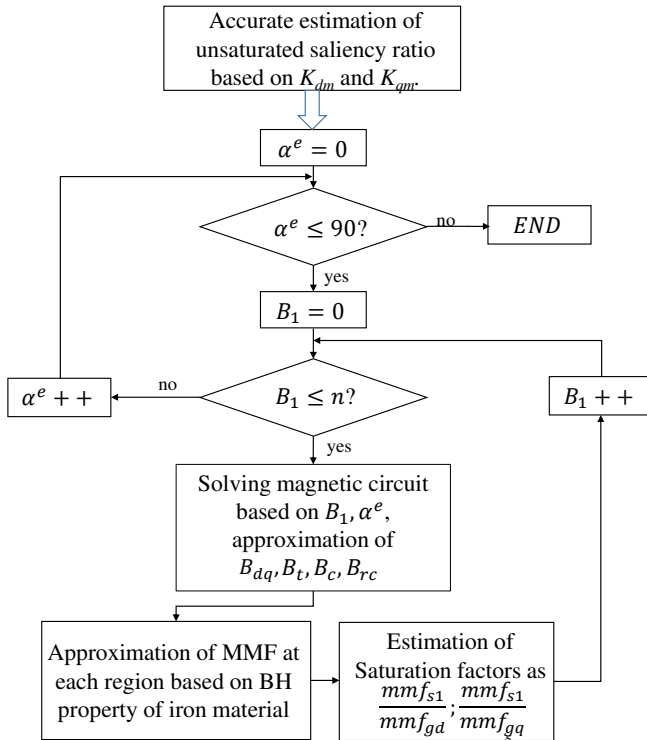 Accurate estimation of
unsaturated saliency ratio
based on K_dm and K_qm.
α^e = 0
α^e ≤ 90?
no
END
yes
B_1 = 0
α^e + +
no
B_1 ≤ n?
B_1 + +
yes
Solving magnetic circuit
based on B_1, α^e,
approximation of
B_dq, B_t, B_c, B_rc
Approximation of MMF at
each region based on BH
property of iron material
Estimation of
Saturation factors as
mmf_s1/mmf_gd ; mmf_s1/mmf_gq